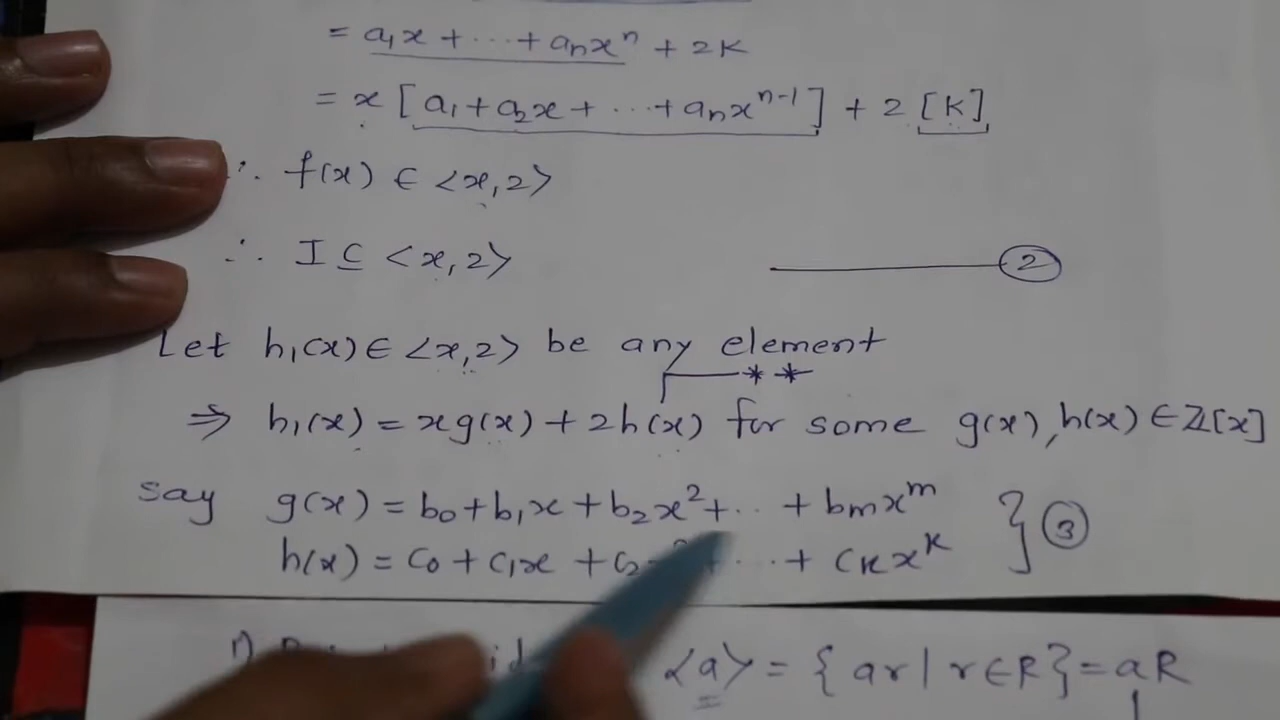 = a₁x + ⋯ + aₙxⁿ + 2K
= x [a₁ + a₂x + ⋯ + aₙxⁿ⁻¹] + 2 [K]
∴ f(x) ∈ <x,2>
∴ I ⊆ <x,2> ② 
Let h₁(x) ∈ <x,2> be any element
**
⇒ h₁(x) = xg(x) + 2h(x) for some g(x), h(x) ∈ ℤ[x]
Say g(x) = b₀ + b₁x + b₂x² + ⋯ + bₘxᵐ
h(x) = c₀ + c₁x + c₂ + ⋯ + cₖxᵏ } ③
<a> = {ar | r∈R} = aR